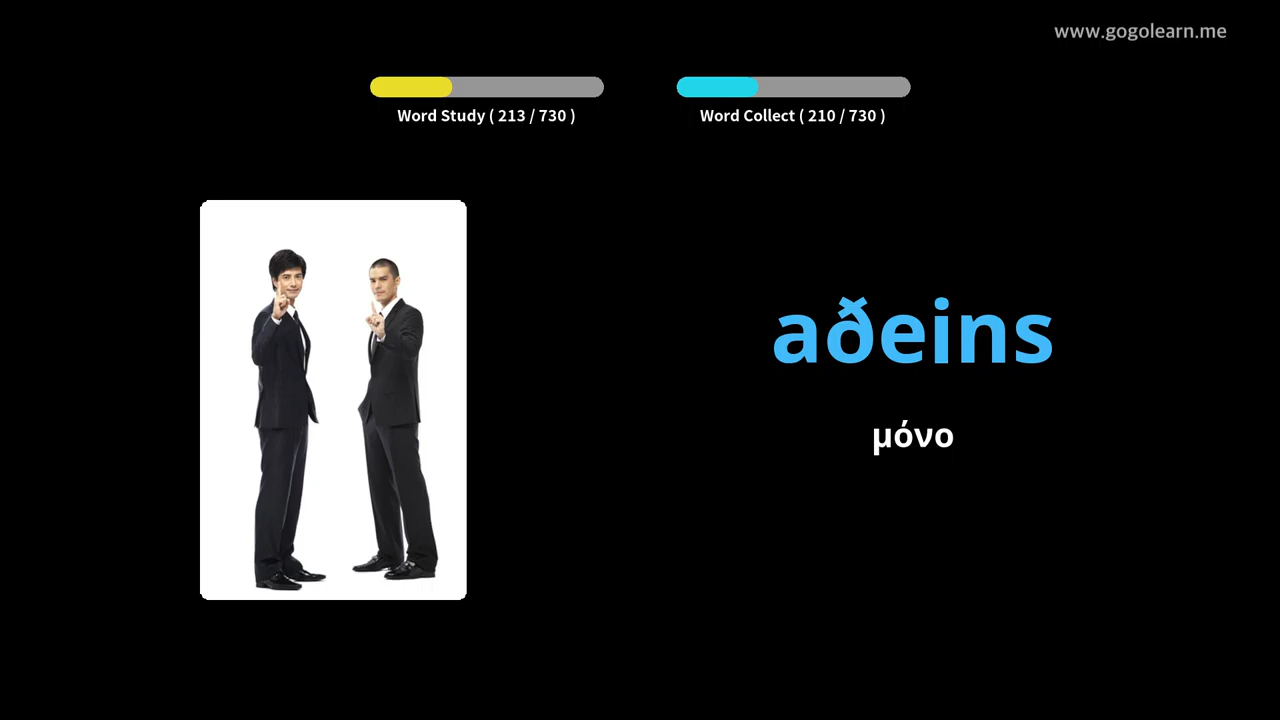 www.gogolearn.me
Word Study ( 213 / 730 )
Word Collect ( 210 / 730 )
aðeins
μόνο